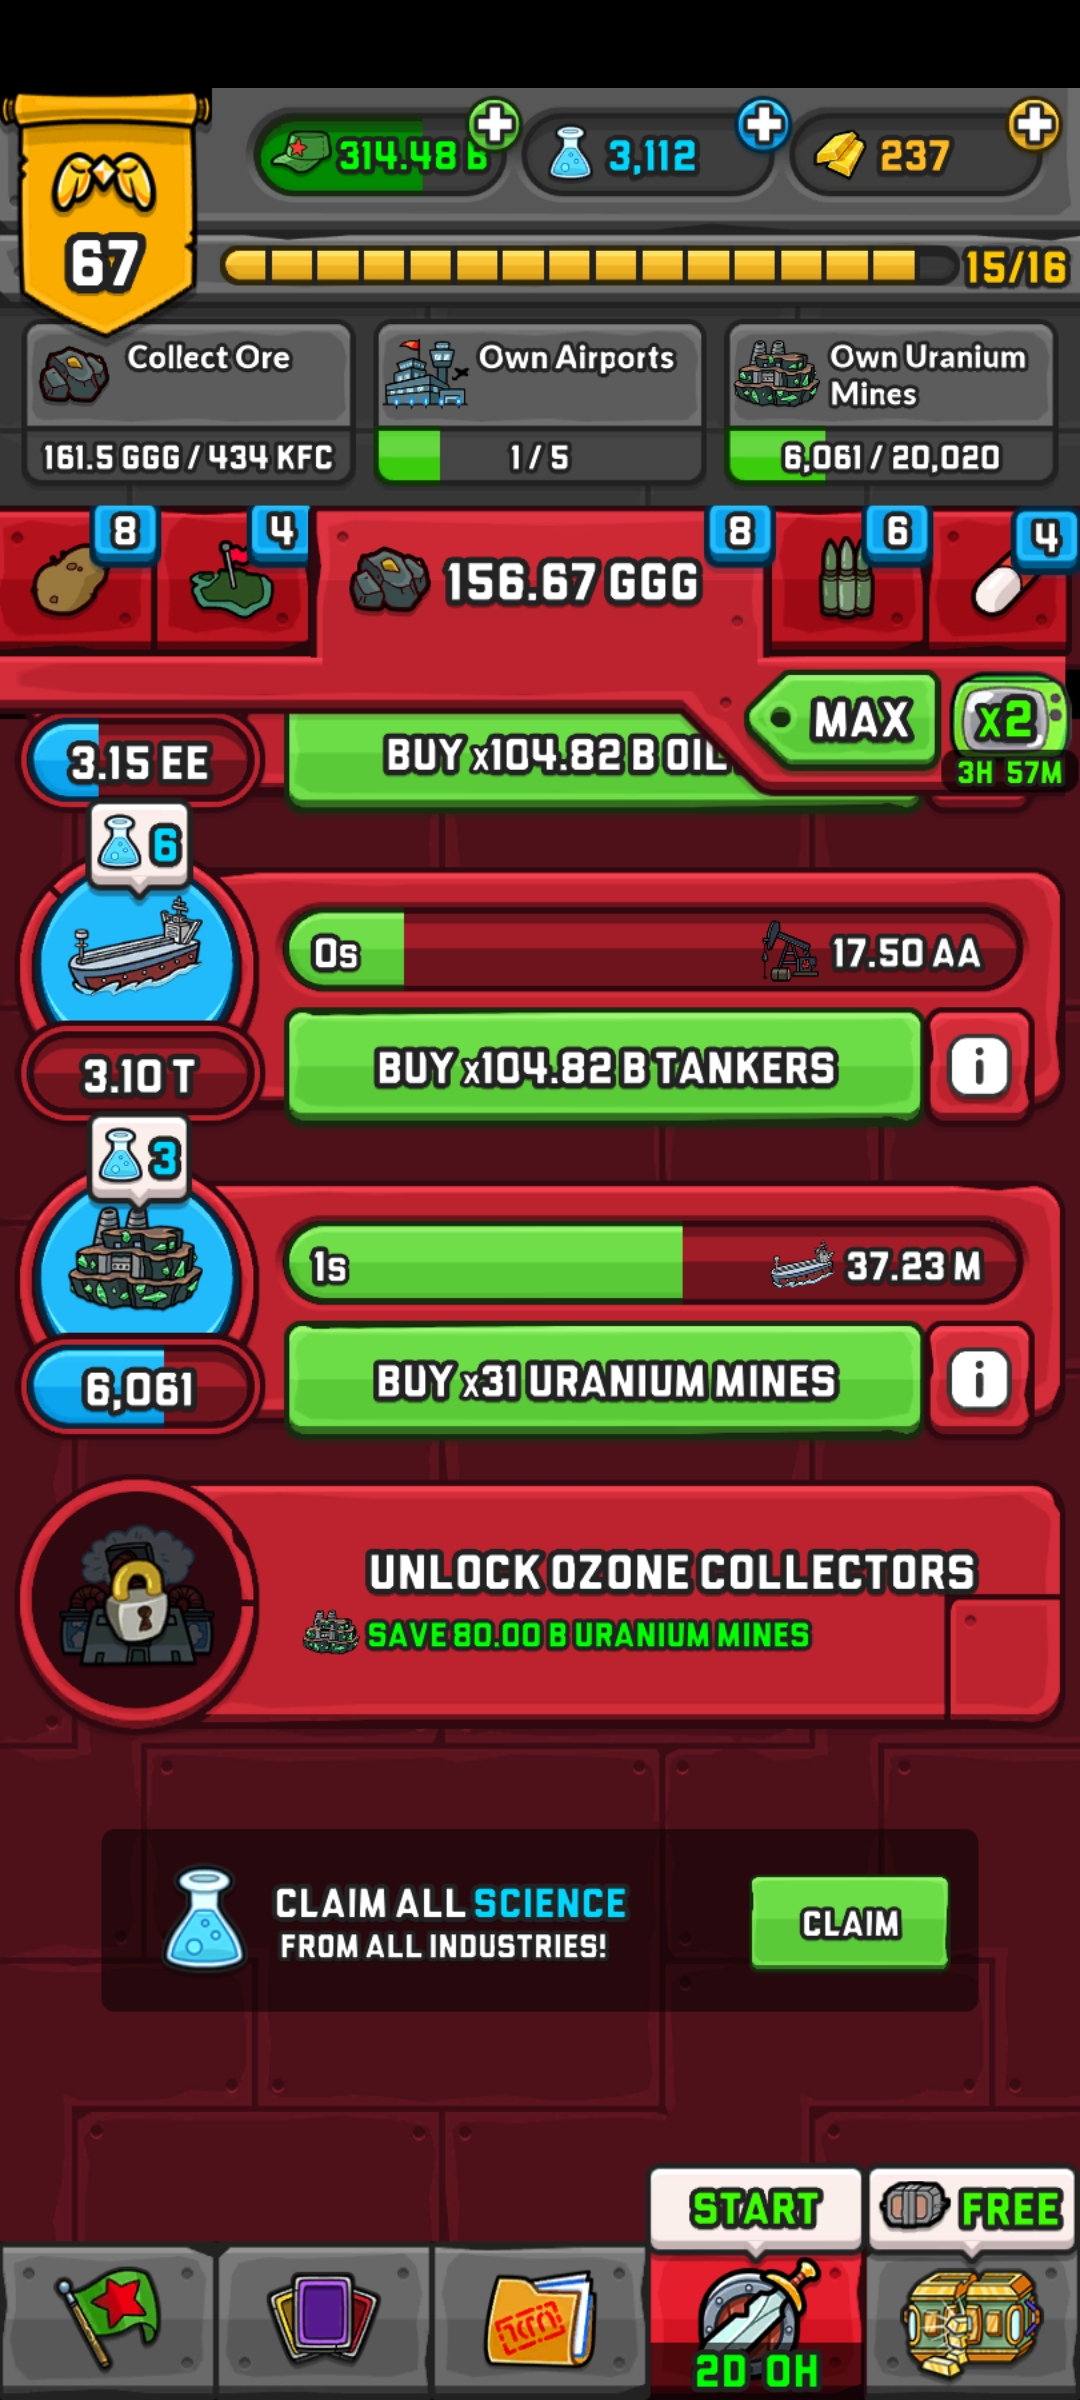 314.48 B
3,112
237
67
15/16
Collect Ore
161.5 GGG / 434 KFC
Own Airports
1 / 5
Own Uranium
Mines
6,061 / 20,020
8
4
156.67 GGG
8
6
4
MAX
x2
3H 57M
3.15 EE
BUY x104.82 B OIL
6
0s
17.50 AA
3.10 T
BUY x104.82 B TANKERS
i
3
1s
37.23 M
6,061
BUY x31 URANIUM MINES
i
UNLOCK OZONE COLLECTORS
SAVE 80.00 B URANIUM MINES
CLAIM ALL SCIENCE
FROM ALL INDUSTRIES!
CLAIM
START
FREE
2D 0H